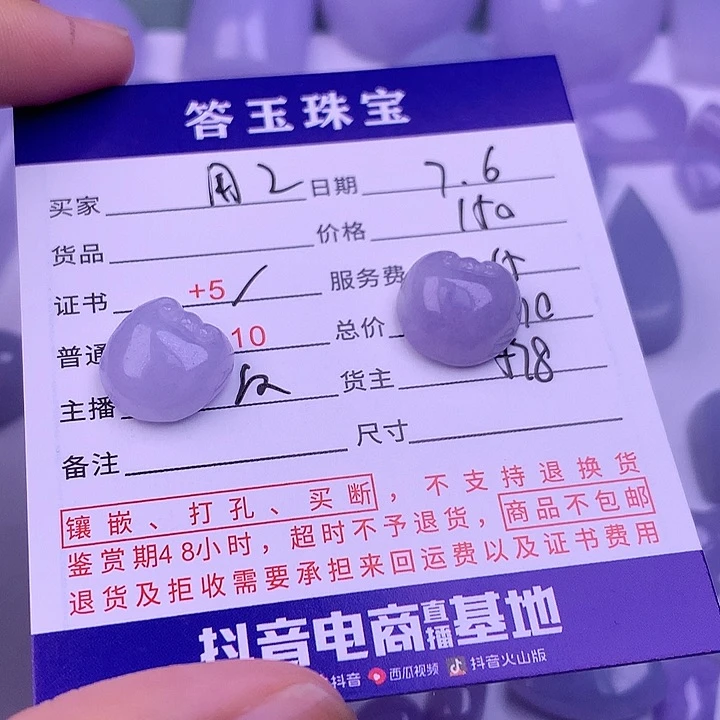 答玉珠宝
买家 用2 日期 7.6
货品 价格 150
证书 +5 ✓ 服务费
普通 10 总价
主播 货主 +28
备注 尺寸
镶嵌、打孔、买断，不支持退换货
鉴赏期48小时，超时不予退货，商品不包邮
退货及拒收需要承担来回运费以及证书费用
抖音电商直播基地
抖音 西瓜视频 抖音火山版